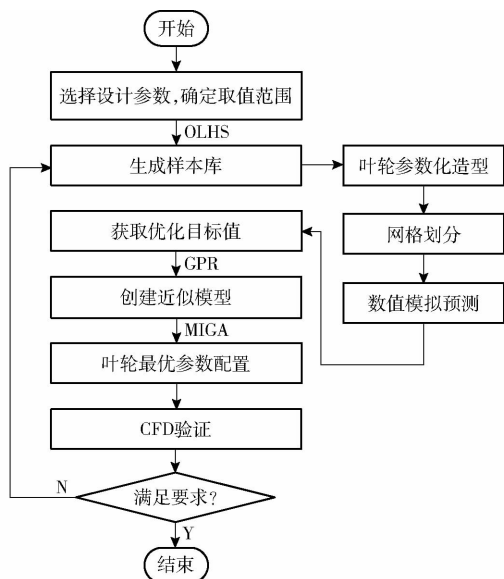 开始
选择设计参数,确定取值范围
OLHS
生成样本库
叶轮参数化造型
网格划分
数值模拟预测
获取优化目标值
GPR
创建近似模型
MIGA
叶轮最优参数配置
CFD验证
满足要求?
N
Y
结束